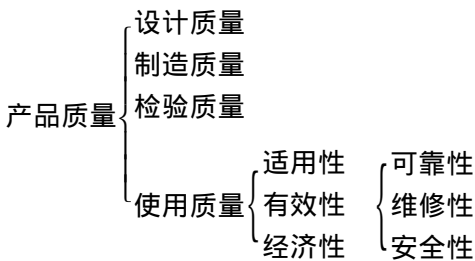 设计质量
制造质量
检验质量
产品质量
适用性 可靠性
使用质量 有效性 维修性
经济性 安全性